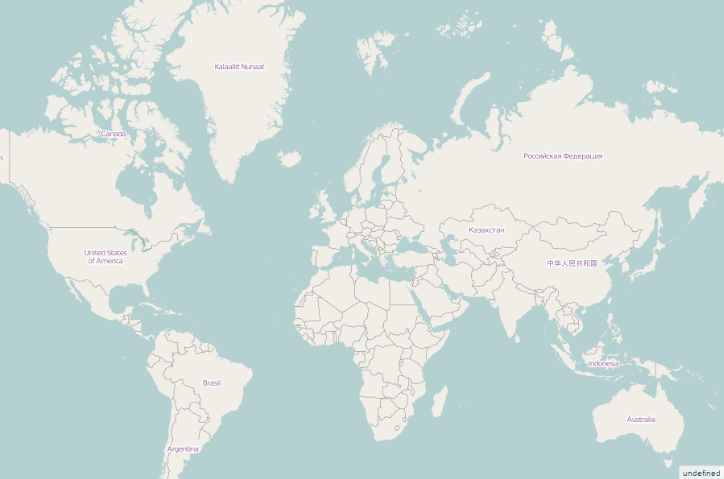 Kalaallit Nunaat
Canada
s
Российская Федерация
Казахстан
United States
of America
中华人民共和国
Indonesia
Brasil
Australia
Argentina
undefined